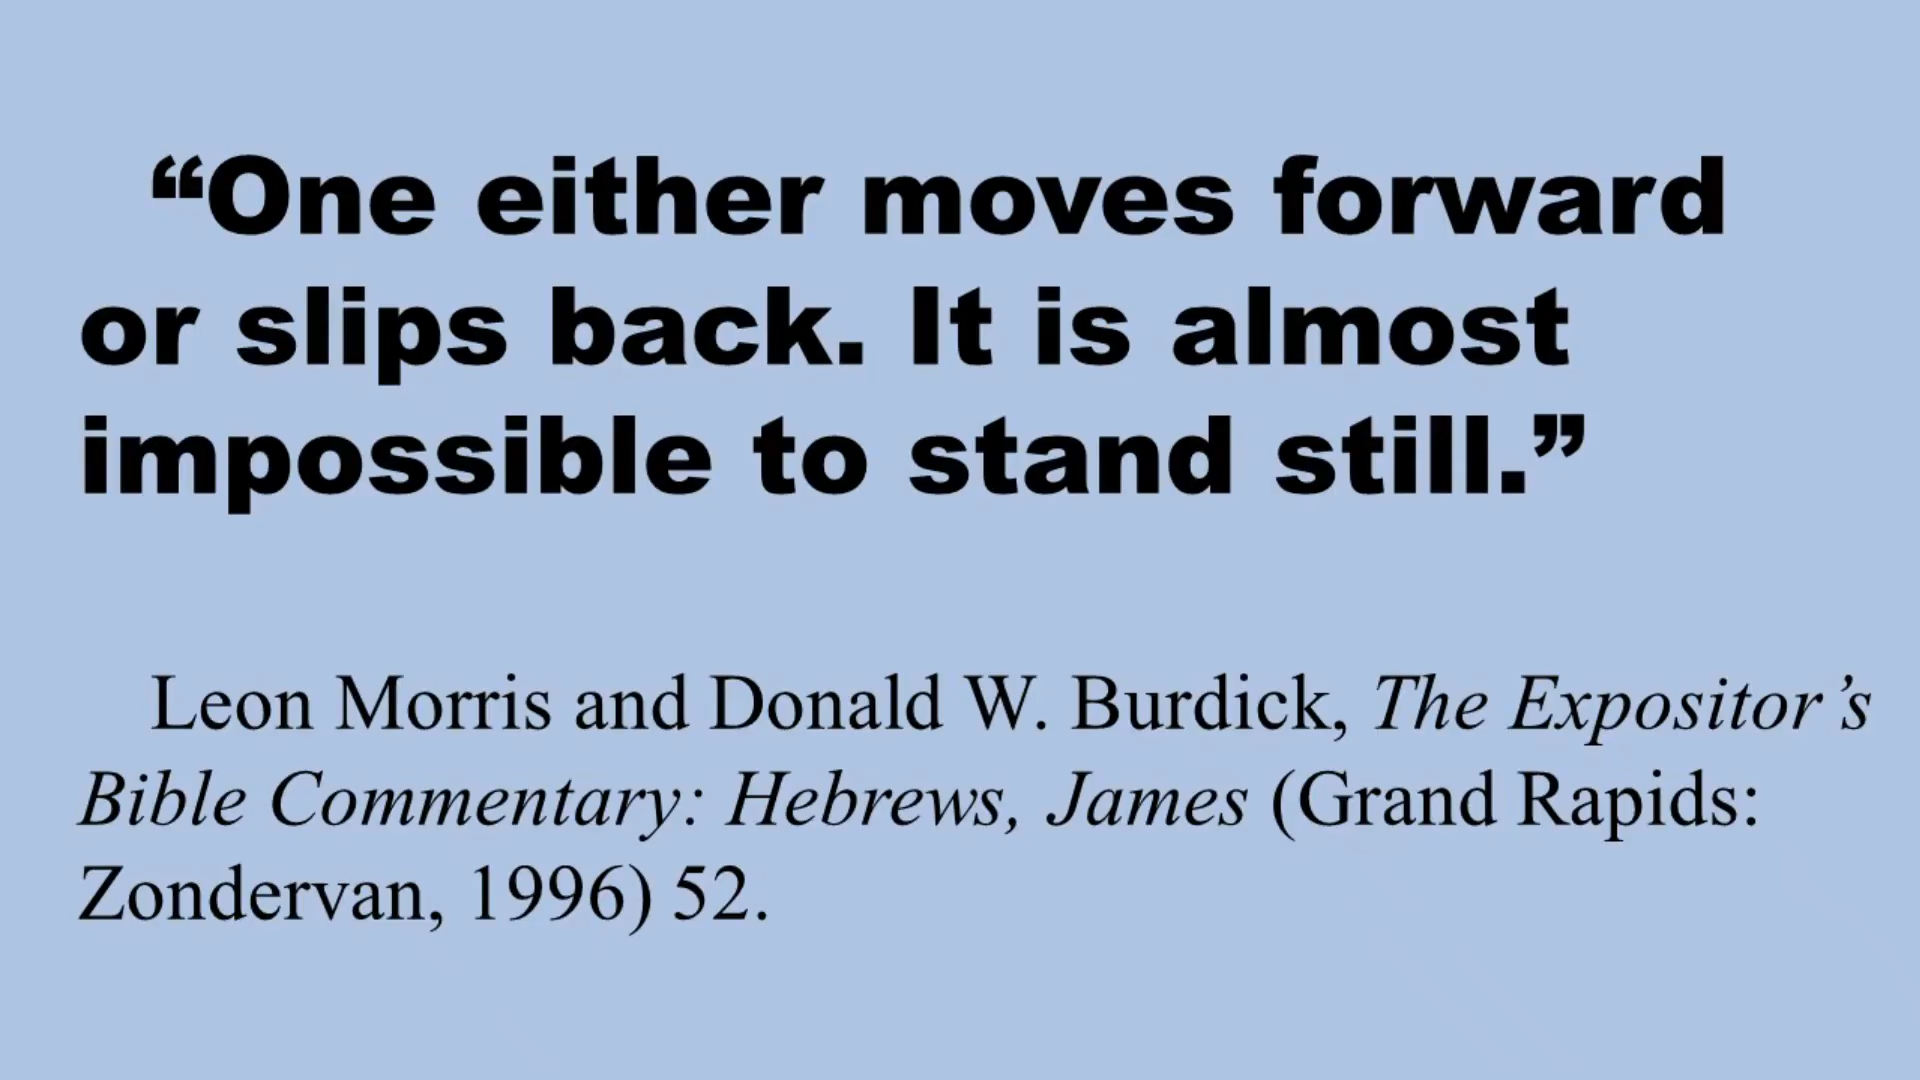 “One either moves forward
or slips back. It is almost
impossible to stand still.”
Leon Morris and Donald W. Burdick, The Expositor’s
Bible Commentary: Hebrews, James (Grand Rapids:
Zondervan, 1996) 52.